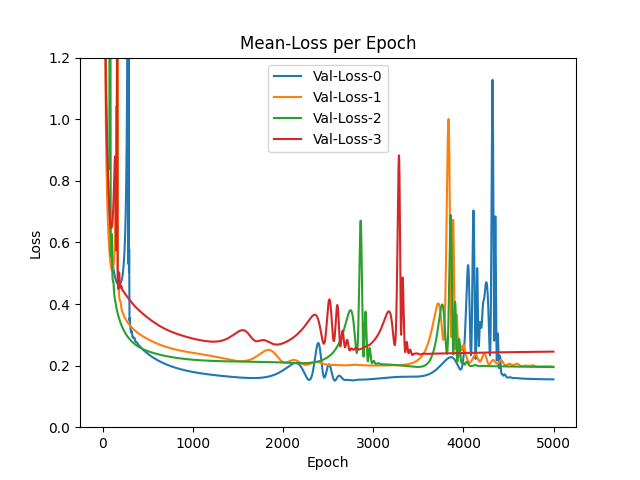 Mean-Loss per Epoch
Val-Loss-0
Val-Loss-1
Val-Loss-2
Val-Loss-3
Loss
1.2
1.0
0.8
0.6
0.4
0.2
0.0
0 1000 2000 3000 4000 5000
Epoch